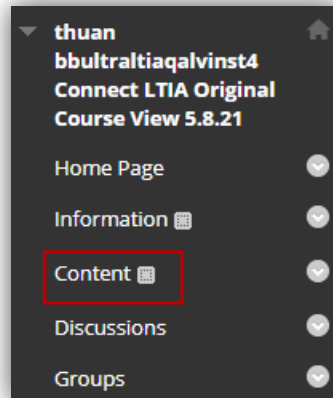 thuan
bbultraltiaqalvinst4
Connect LTIA Original
Course View 5.8.21
Home Page
Information
Content
Discussions
Groups